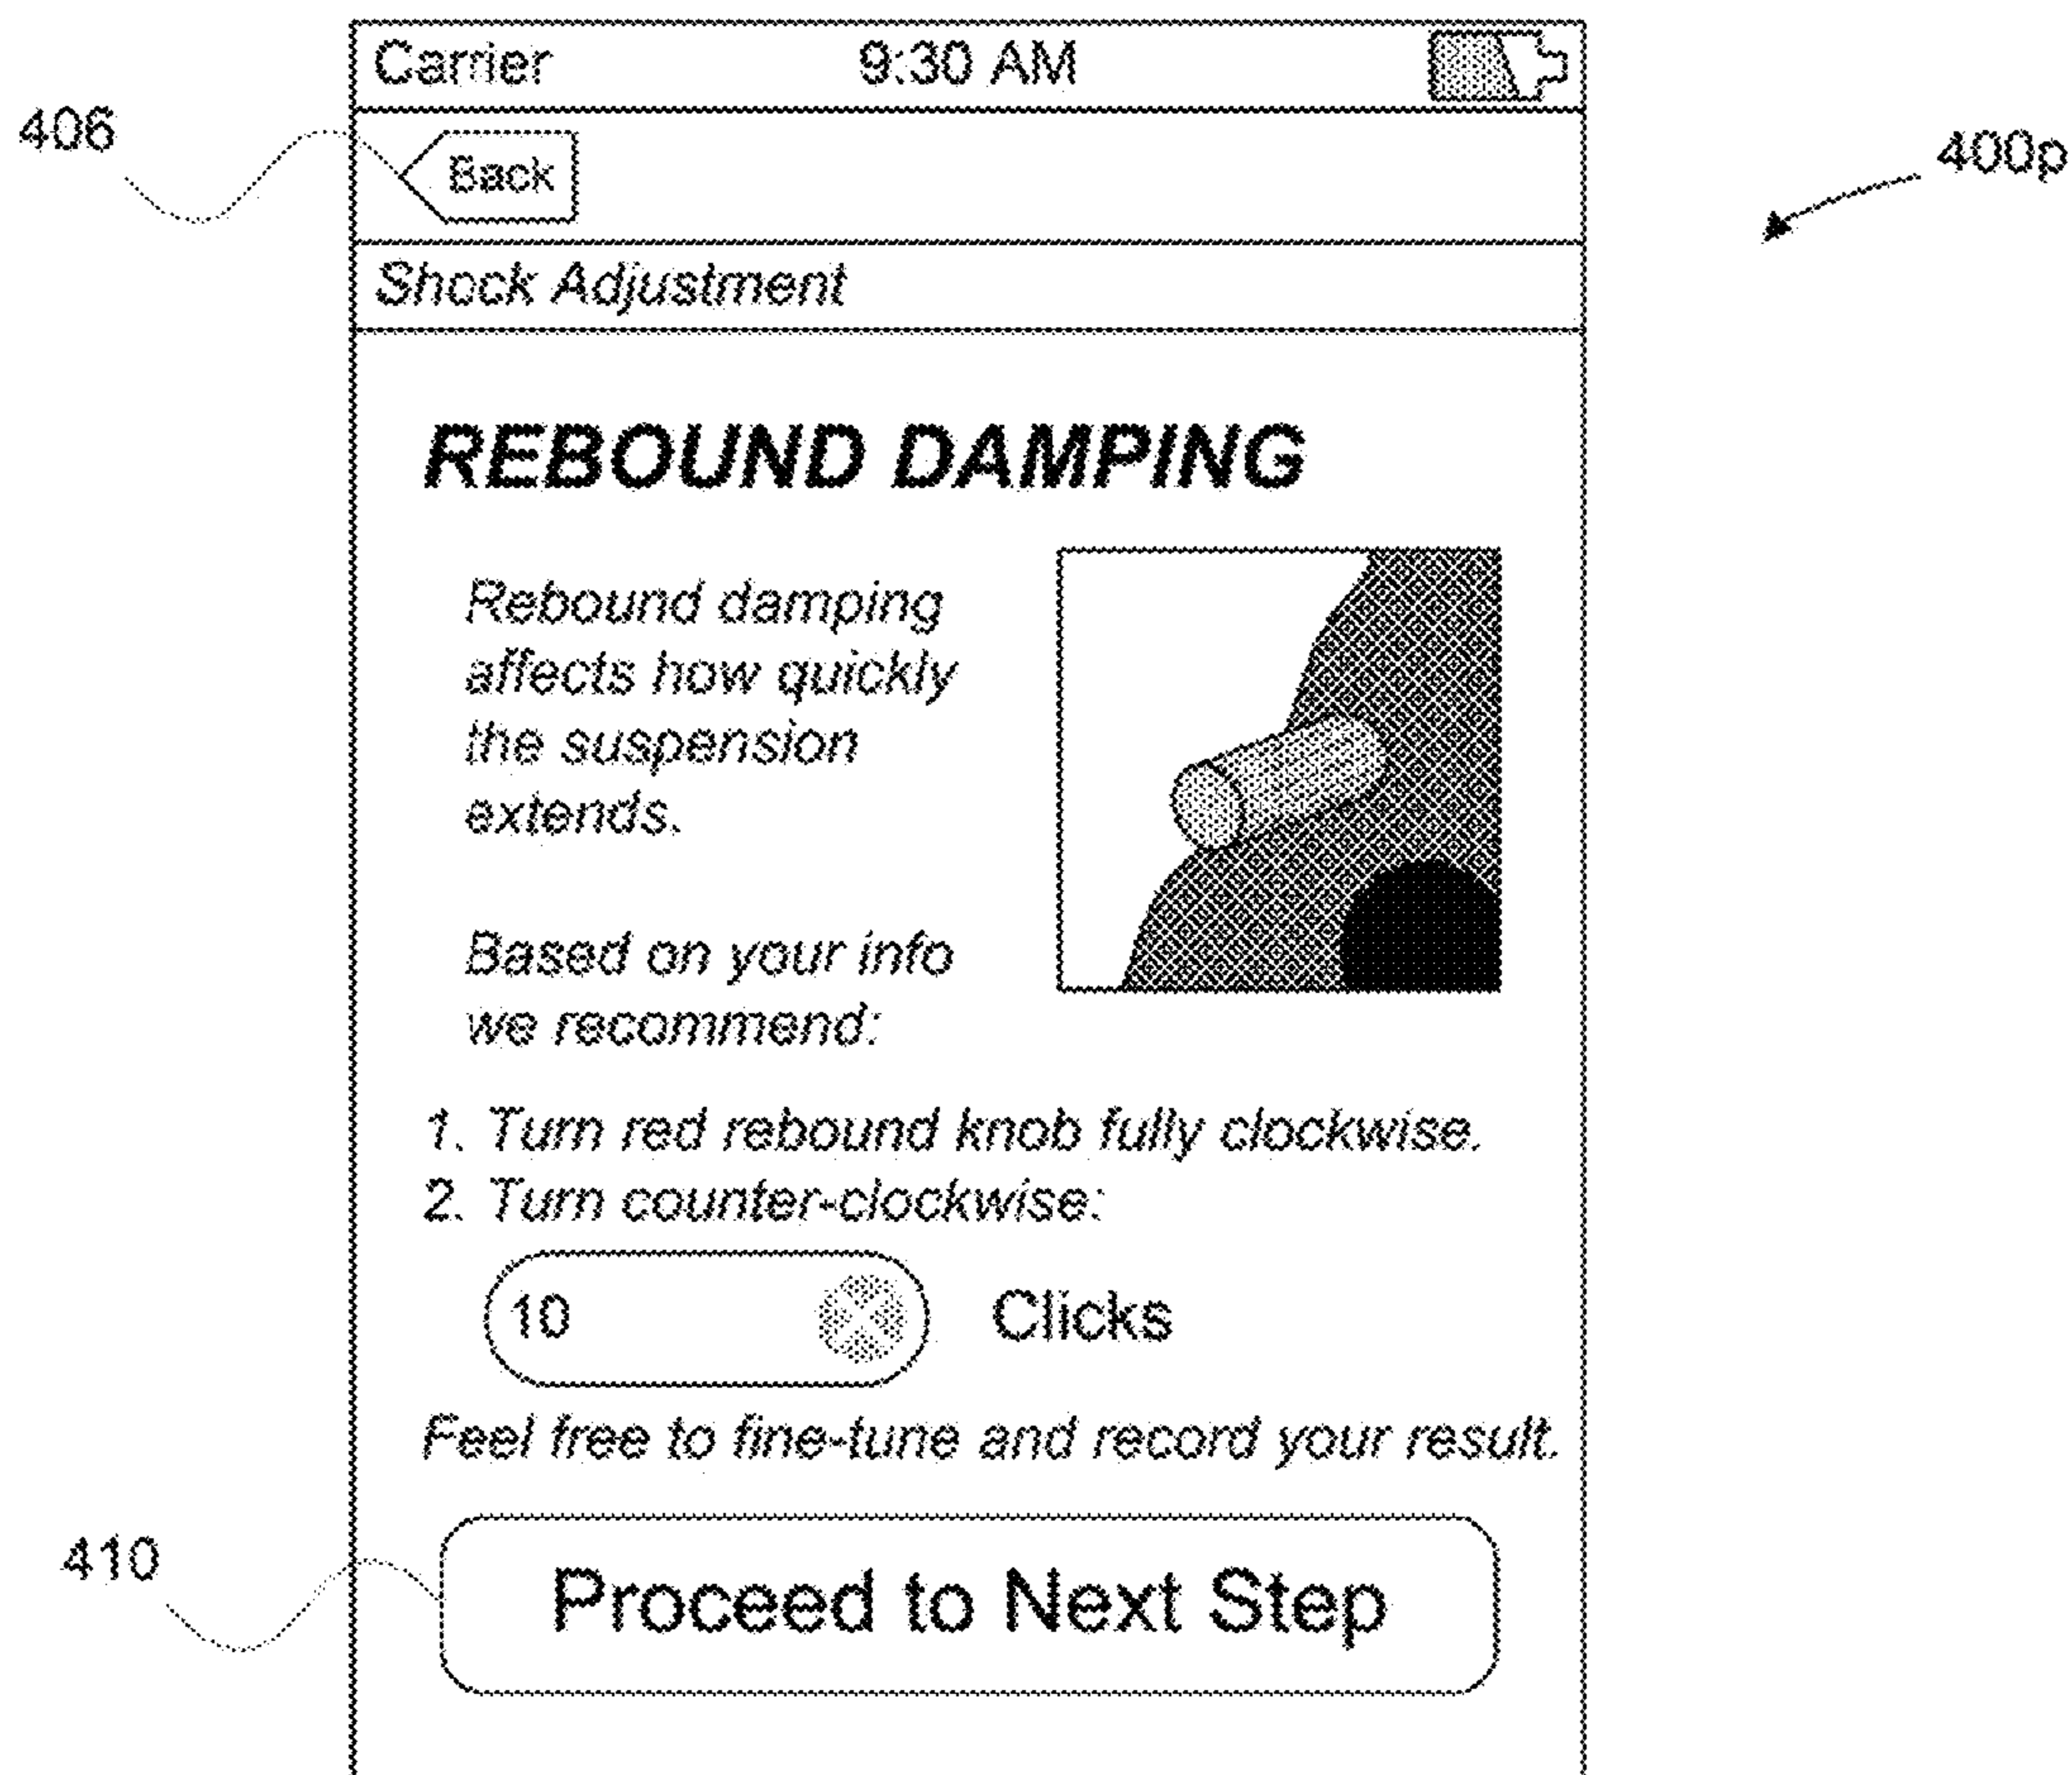 Carrier 9:30 AM
406
400p
Back
Shock Adjustment
REBOUND DAMPING
Rebound damping
affects how quickly
the suspension
extends.
Based on your info
we recommend:
1. Turn red rebound knob fully clockwise.
2. Turn counter-clockwise:
10 Clicks
Feel free to fine-tune and record your result.
410
Proceed to Next Step